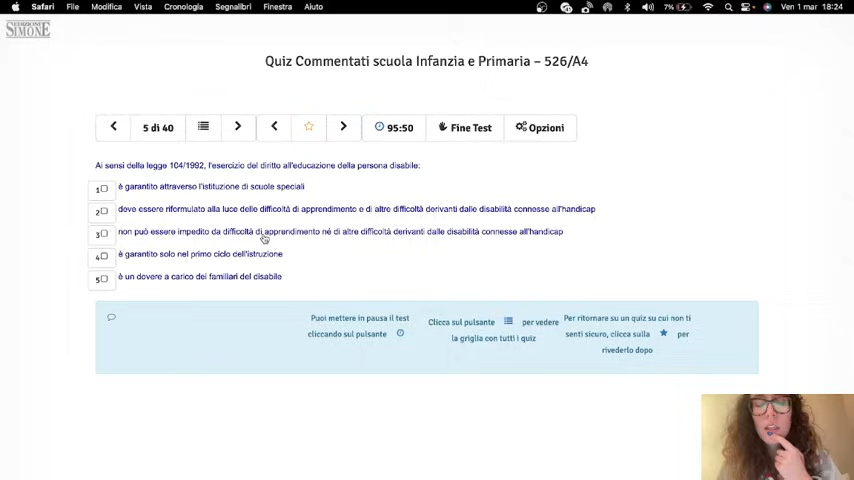 Safari File Modifica Vista Cronologia Segnalibri Finestra Aiuto 7% Ven 1 mar 18:24
EDIZIONI
SIMONE
Quiz Commentati scuola Infanzia e Primaria – 526/A4
5 di 40 95:50 Fine Test Opzioni
Ai sensi della legge 104/1992, l'esercizio del diritto all'educazione della persona disabile:
1 è garantito attraverso l'istituzione di scuole speciali
2 deve essere riformulato alla luce delle difficoltà di apprendimento e di altre difficoltà derivanti dalle disabilità connesse all'handicap
3 non può essere impedito da difficoltà di apprendimento né di altre difficoltà derivanti dalle disabilità connesse all'handicap
4 è garantito solo nel primo ciclo dell'istruzione
5 è un dovere a carico dei familiari del disabile
Puoi mettere in pausa il test
cliccando sul pulsante
Clicca sul pulsante per vedere
la griglia con tutti i quiz
Per ritornare su un quiz su cui non ti
senti sicuro, clicca sulla per
rivederlo dopo